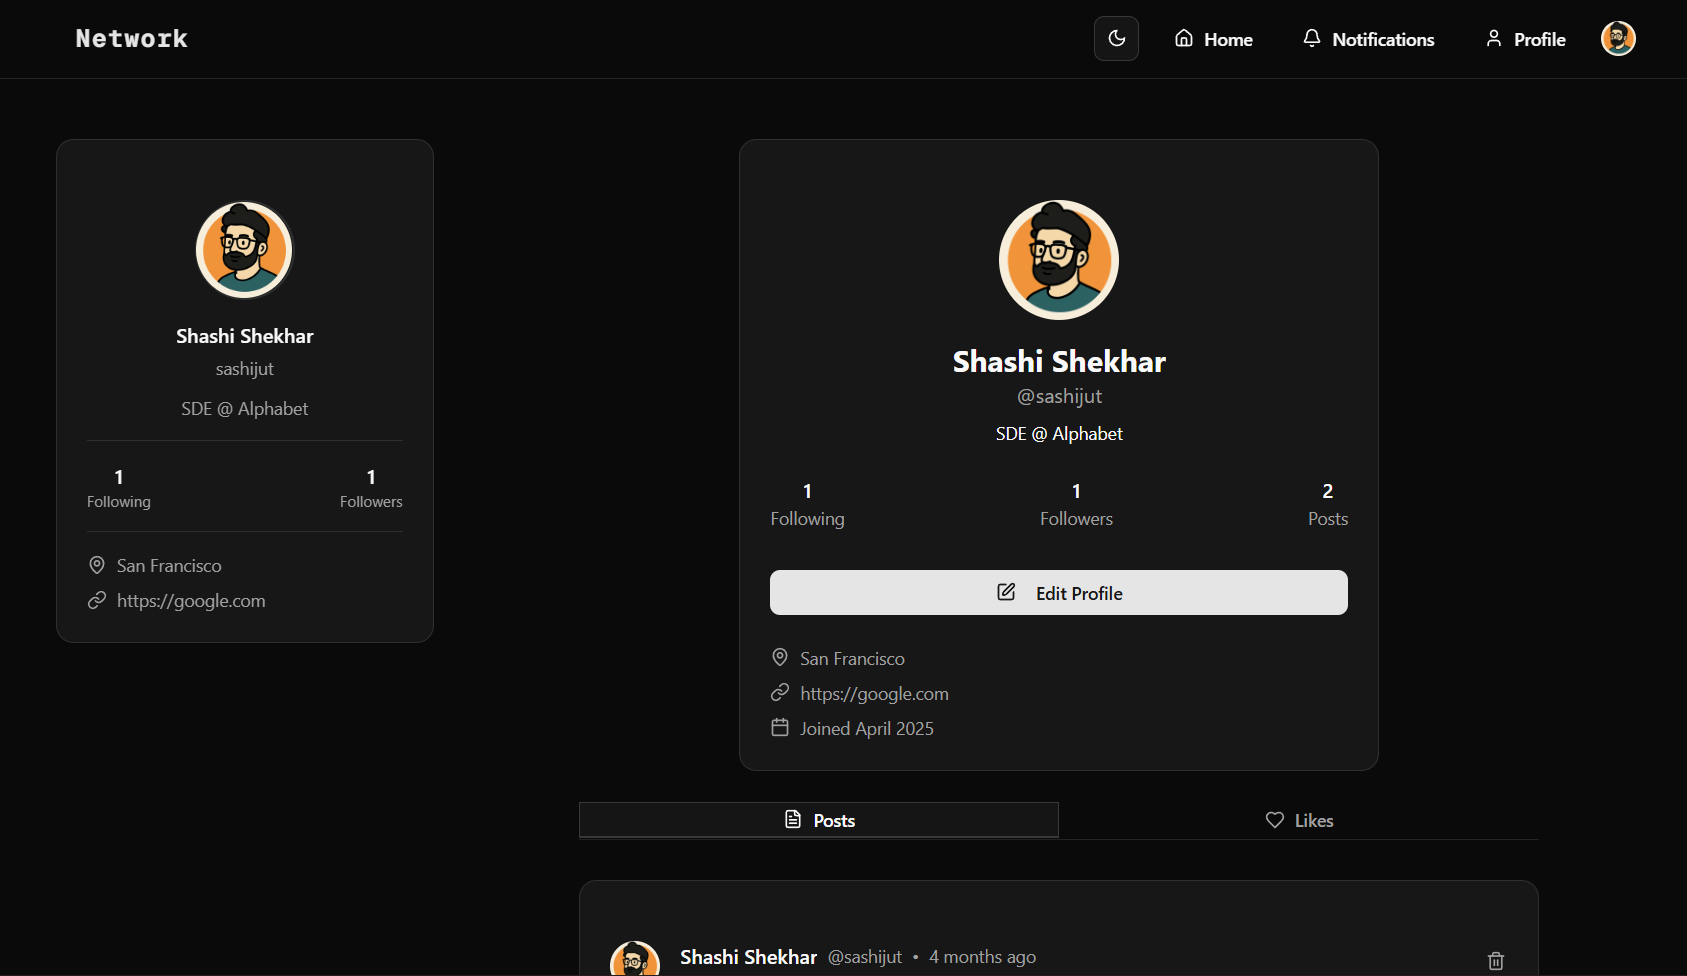 Network
Home
Notifications
Profile
Shashi Shekhar
sashijut
SDE @ Alphabet
1
Following
1
Followers
San Francisco
https://google.com
Shashi Shekhar
@sashijut
SDE @ Alphabet
1
Following
1
Followers
2
Posts
Edit Profile
San Francisco
https://google.com
Joined April 2025
Posts
Likes
Shashi Shekhar @sashijut • 4 months ago